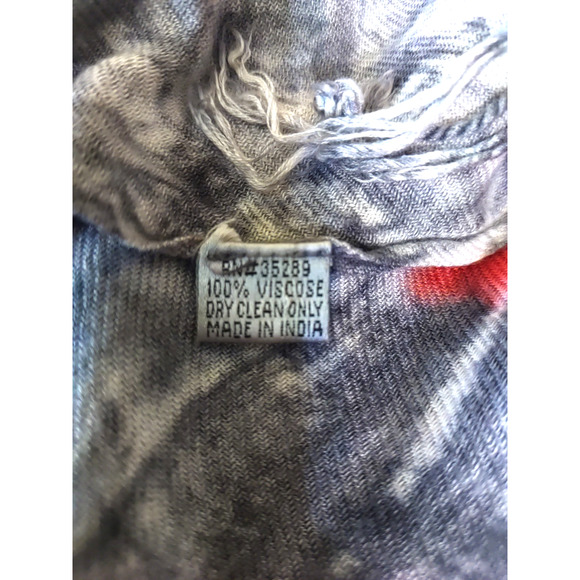 RN#35289
100% VISCOSE
DRY CLEAN ONLY
MADE IN INDIA